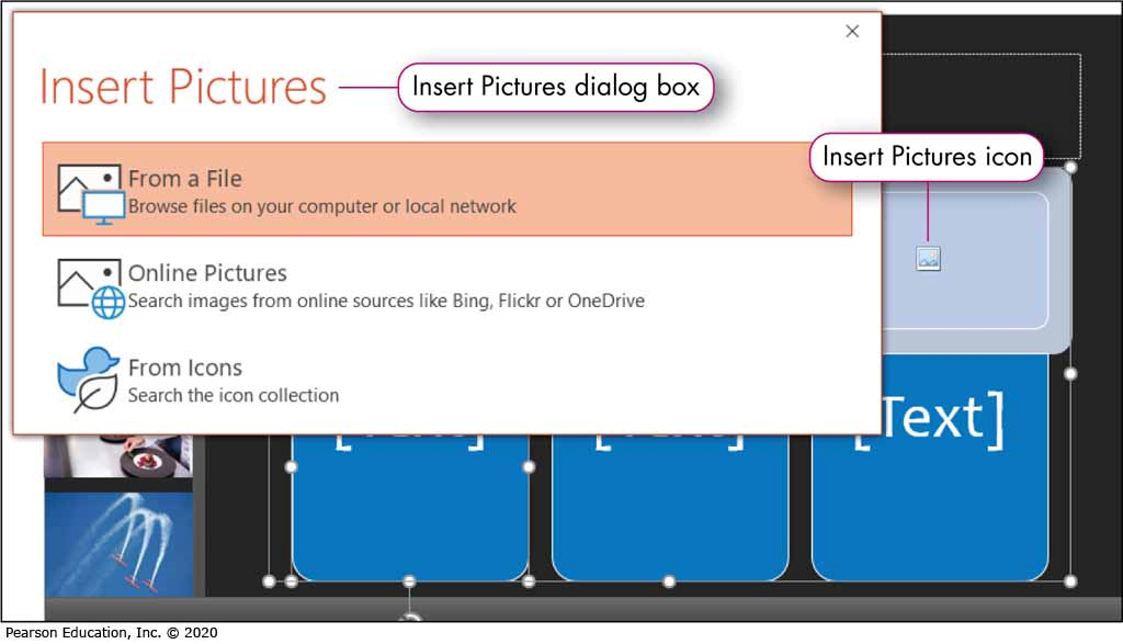 Insert Pictures
Insert Pictures dialog box
Insert Pictures icon
From a File
Browse files on your computer or local network
Online Pictures
Search images from online sources like Bing, Flickr or OneDrive
From Icons
Search the icon collection
[Text] [Text] [Text]
Pearson Education, Inc. © 2020